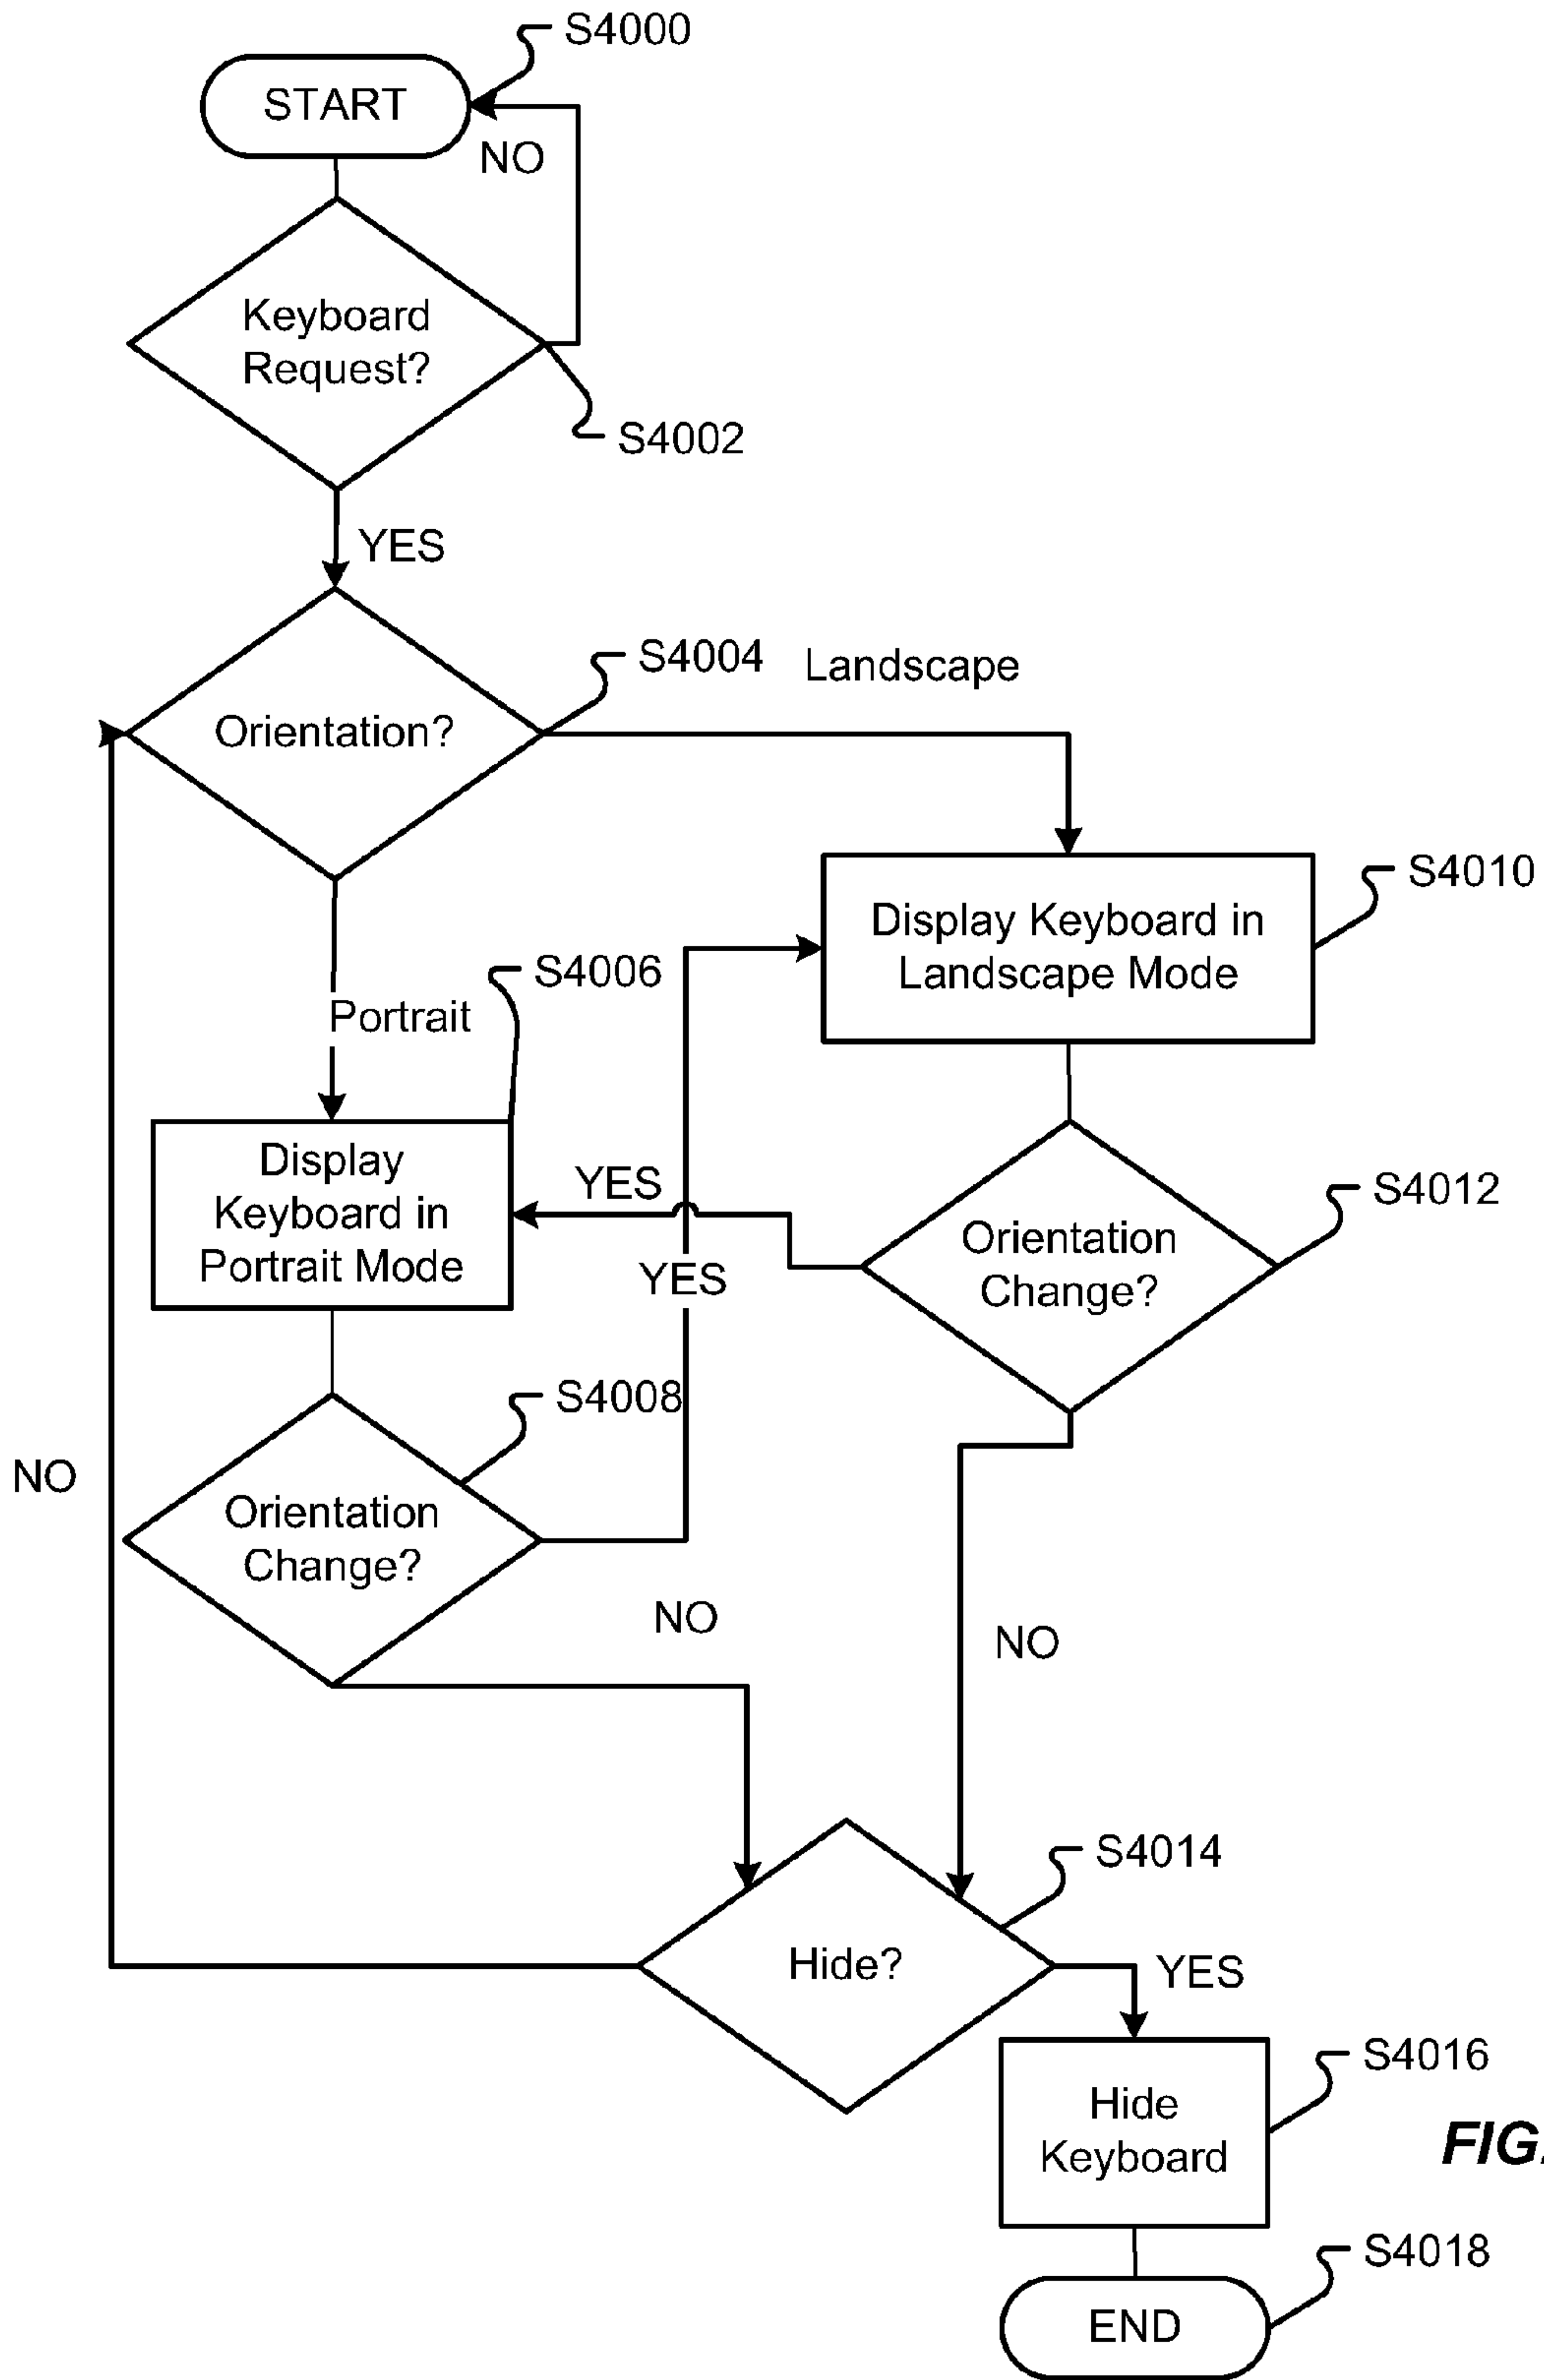 S4000
START
NO
Keyboard
Request?
S4002
YES
S4004
Landscape
Orientation?
S4010
Display Keyboard in
Landscape Mode
S4006
Portrait
Display
Keyboard in
Portrait Mode
YES
S4012
Orientation
Change?
YES
S4008
NO
Orientation
Change?
NO
NO
S4014
Hide?
YES
S4016
Hide
Keyboard
FIG.
S4018
END